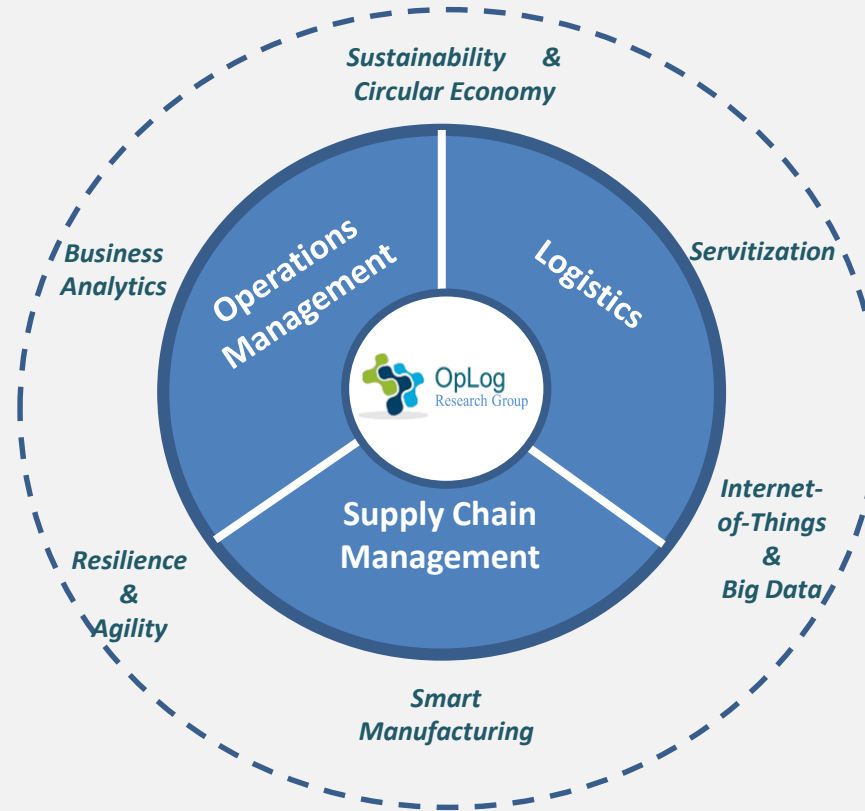 Sustainability &
Circular Economy
Business
Analytics
Operations
Management
Logistics
Servitization
OpLog
Research Group
Supply Chain
Management
Internet-
of-Things
&
Big Data
Resilience
&
Agility
Smart
Manufacturing